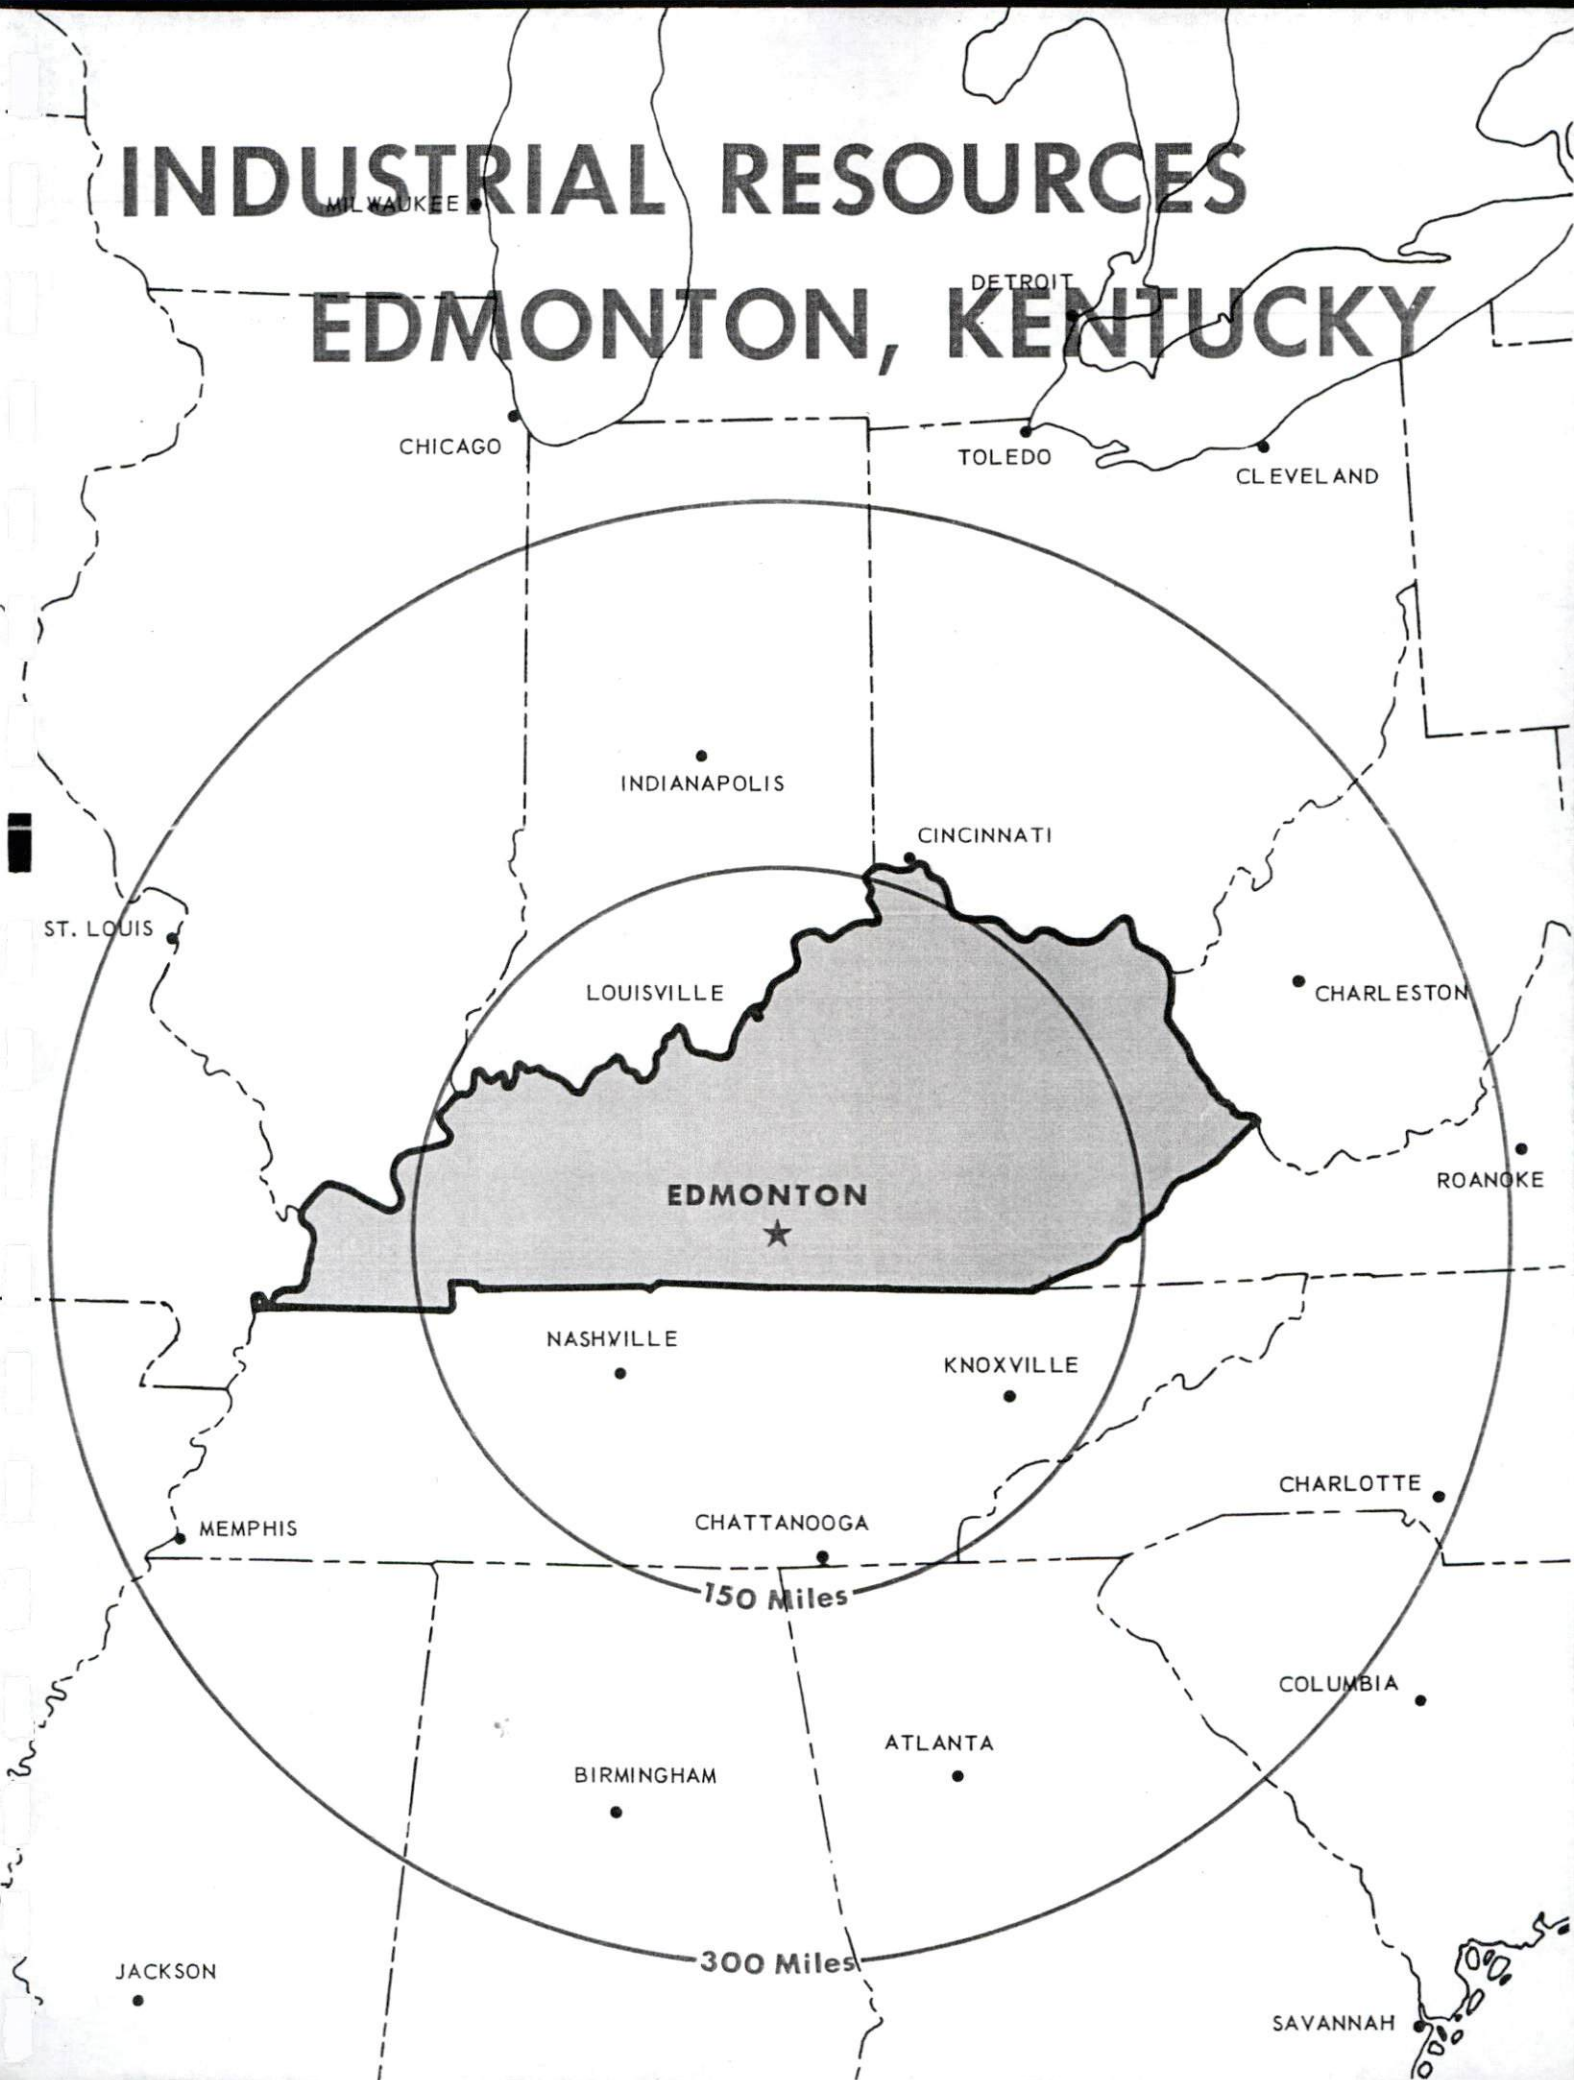 INDUSTRIAL RESOURCES
MILWAUKEE
DETROIT
EDMONTON, KENTUCKY
CHICAGO
TOLEDO
CLEVELAND
INDIANAPOLIS
CINCINNATI
ST. LOUIS
LOUISVILLE
CHARLESTON
ROANOKE
EDMONTON
NASHVILLE
KNOXVILLE
CHARLOTTE
MEMPHIS
CHATTANOOGA
150 Miles
COLUMBIA
ATLANTA
BIRMINGHAM
300 Miles
JACKSON
SAVANNAH